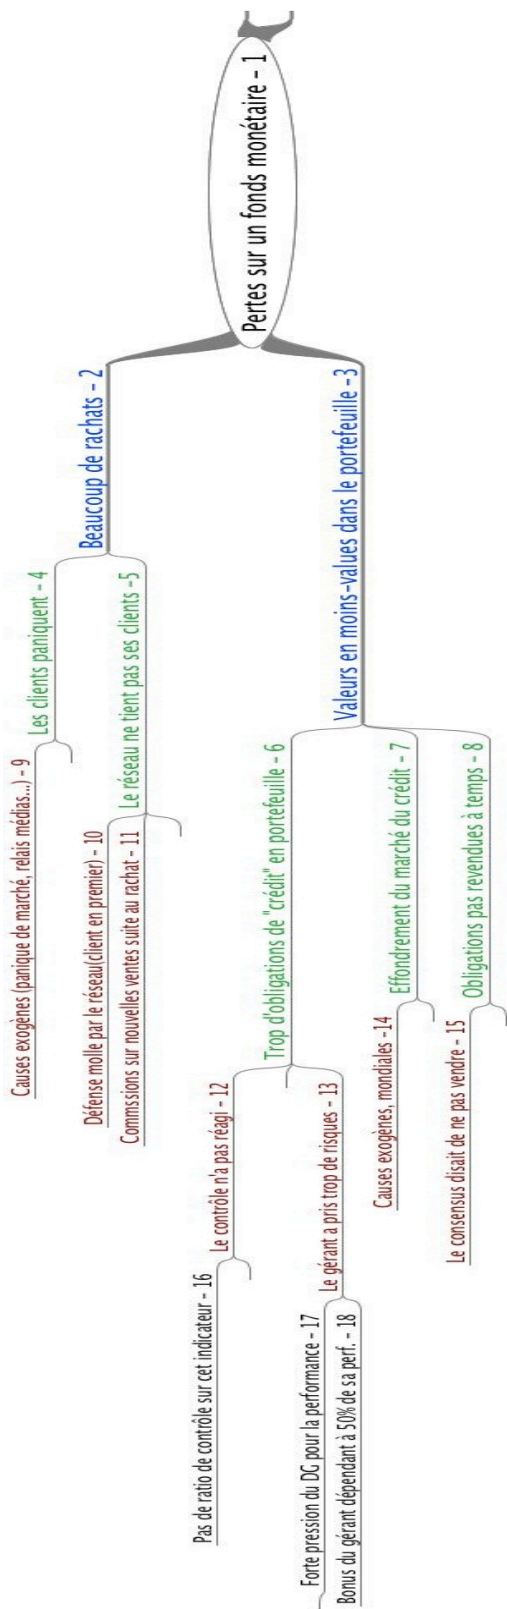 Pertes sur un fonds monétaire – 1
Beaucoup de rachats – 2
Valeurs en moins-values dans le portefeuille –3
Les clients paniquent – 4
Le réseau ne tient pas ses clients –5
Trop d'obligations de "crédit" en portefeuille – 6
Effondrement du marché du crédit – 7
Obligations pas revendues à temps – 8
Causes exogènes (panique de marché, relais médias...) – 9
Défense molle par le réseau(client en premier) – 10
Commssions sur nouvelles ventes suite au rachat – 11
Le contrôle n'a pas réagi – 12
Le gérant a pris trop de risques – 13
Causes exogènes, mondiales –14
Le consensus disait de ne pas vendre – 15
Pas de ratio de contrôle sur cet indicateur – 16
Forte pression du DG pour la performance – 17
Bonus du gérant dépendant à 50% de sa perf. – 18